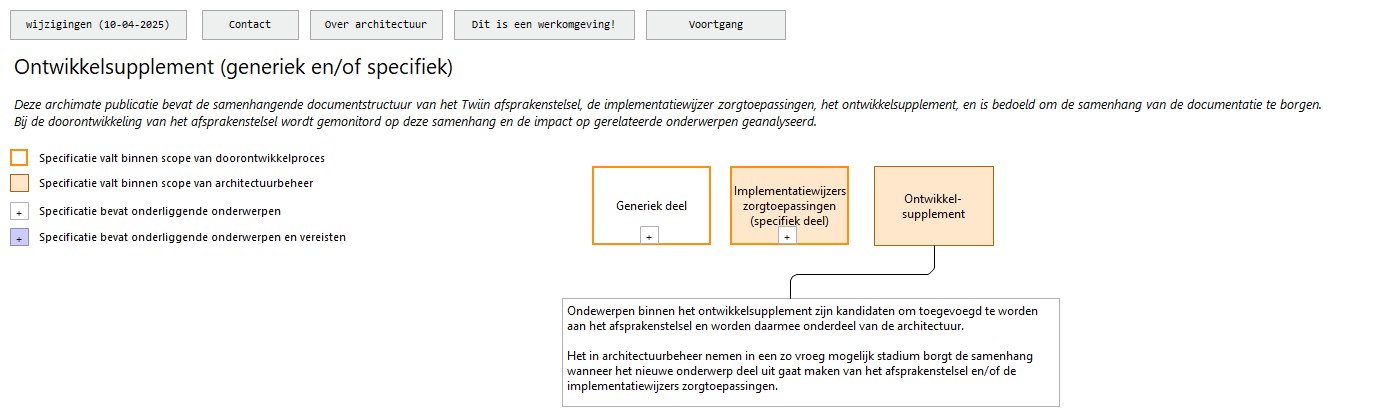 wijzigingen (10-04-2025)
Contact
Over architectuur
Dit is een werkomgeving!
Voortgang
Ontwikkelsupplement (generiek en/of specifiek)
Deze archimate publicatie bevat de samenhangende documentstructuur van het Twiin afsprakenstelsel, de implementatiewijzer zorgtoepassingen, het ontwikkelsupplement, en is bedoeld om de samenhang van de documentatie te borgen.
Bij de doorontwikkeling van het afsprakenstelsel wordt gemonitord op deze samenhang en de impact op gerelateerde onderwerpen geanalyseerd.
Specificatie valt binnen scope van doorontwikkelproces
Specificatie valt binnen scope van architectuurbeheer
+ Specificatie bevat onderliggende onderwerpen
+ Specificatie bevat onderliggende onderwerpen en vereisten
Generiek deel
+
Implementatiewijzers
zorgtoepassingen
(specifiek deel)
+
Ontwikkel-
supplement
Ondewerpen binnen het ontwikkelsupplement zijn kandidaten om toegevoegd te worden
aan het afsprakenstelsel en worden daarmee onderdeel van de architectuur.
Het in architectuurbeheer nemen in een zo vroeg mogelijk stadium borgt de samenhang
wanneer het nieuwe onderwerp deel uit gaat maken van het afsprakenstelsel en/of de
implementatiewijzers zorgtoepassingen.